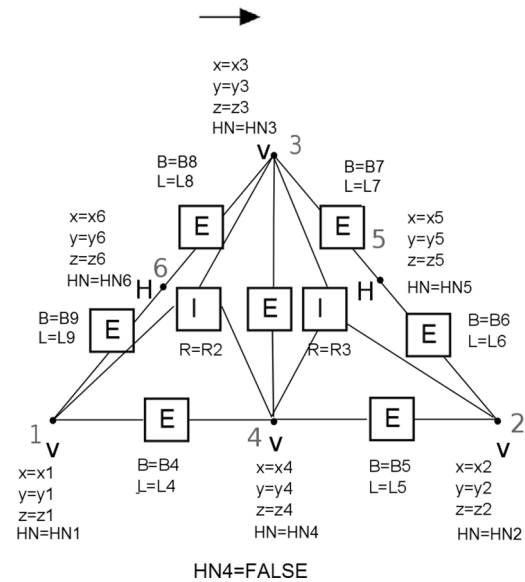 x=x3
y=y3
z=z3
HN=HN3
v 3
B=B8
L=L8
B=B7
L=L7
E
E
x=x6
y=y6
z=z6
HN=HN6
6
H
x=x5
y=y5
z=z5
HN=HN5
5
H
B=B9
L=L9
E
I
E
I
E
B=B6
L=L6
R=R2
R=R3
1
v
E
4
v
E
2
v
x=x1
y=y1
z=z1
HN=HN1
B=B4
L=L4
x=x4
y=y4
z=z4
HN=HN4
B=B5
L=L5
x=x2
y=y2
z=z2
HN=HN2
HN4=FALSE